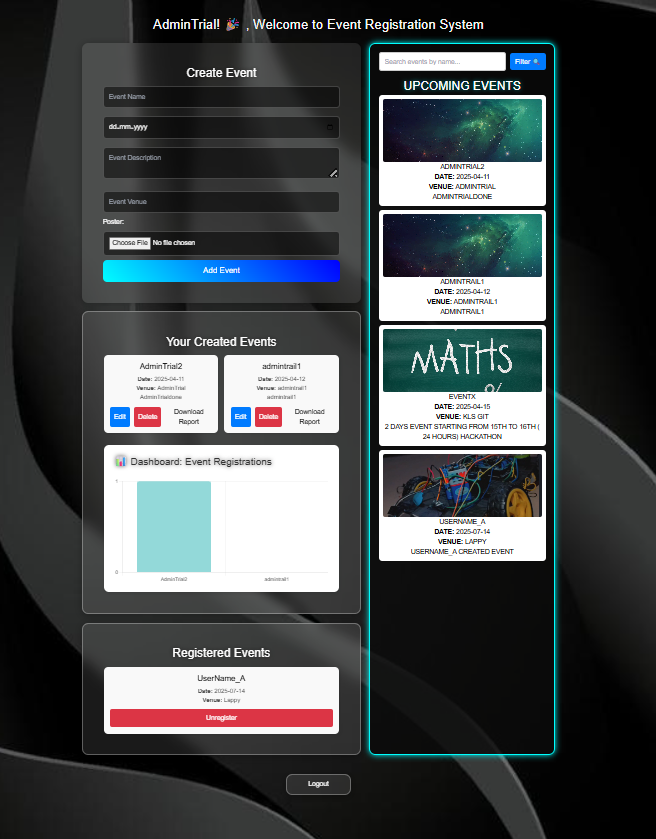 AdminTrial! 🎉 , Welcome to Event Registration System
Create Event
Event Name
dd.mm.yyyy
Event Description
Event Venue
Poster:
Choose File No file chosen
Add Event
Your Created Events
AdminTrial2
Date: 2025-04-11
Venue: AdminTrial
AdminTrialdone
Edit
Delete
Download
Report
admintrail1
Date: 2025-04-12
Venue: admintrail1
admintrail1
Edit
Delete
Download
Report
📊 Dashboard: Event Registrations
1
0
AdminTrial2
admintrail1
Registered Events
UserName_A
Date: 2025-07-14
Venue: Lappy
Unregister
Search events by name...
Filter
UPCOMING EVENTS
ADMINTRIAL2
DATE: 2025-04-11
VENUE: ADMINTRIAL
ADMINTRIALDONE
ADMINTRAIL1
DATE: 2025-04-12
VENUE: ADMINTRAIL1
ADMINTRAIL1
MATHS
EVENTX
DATE: 2025-04-15
VENUE: KLS GIT
2 DAYS EVENT STARTING FROM 15TH TO 16TH (
24 HOURS) HACKATHON
USERNAME_A
DATE: 2025-07-14
VENUE: LAPPY
USERNAME_A CREATED EVENT
Logout